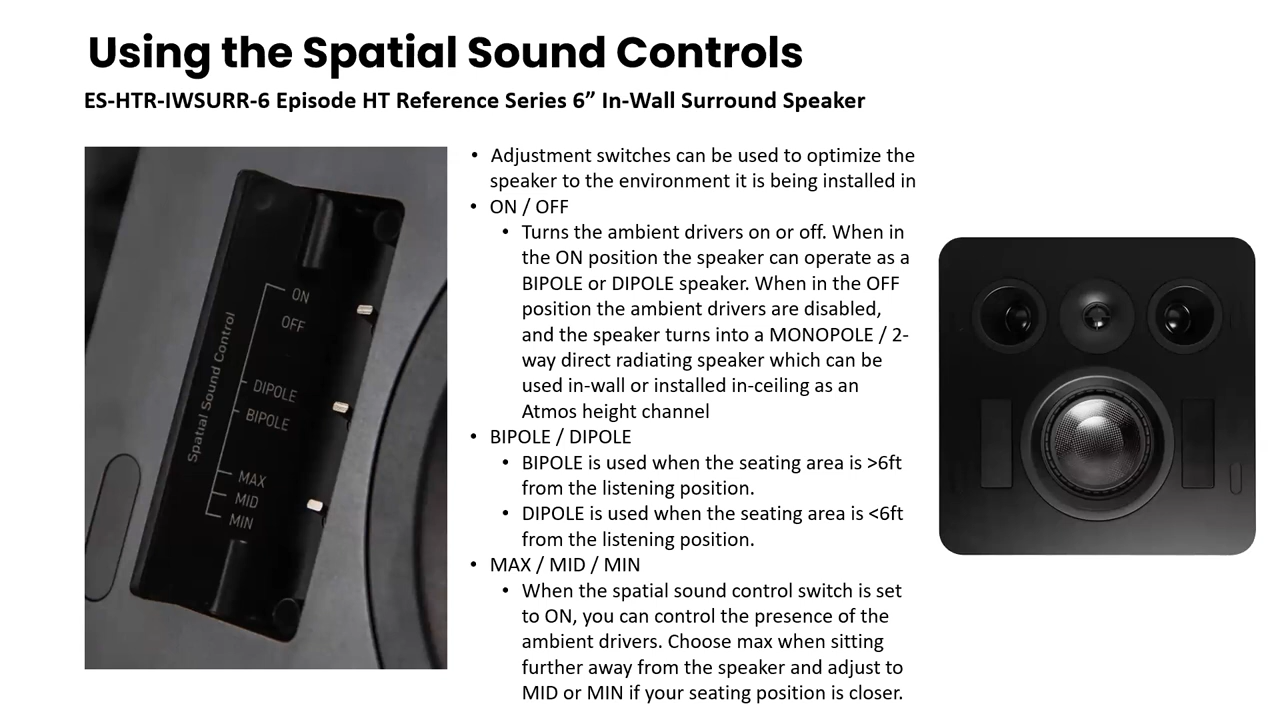 Using the Spatial Sound Controls
ES-HTR-IWSURR-6 Episode HT Reference Series 6” In-Wall Surround Speaker
Spatial Sound Control
ON
OFF
DIPOLE
BIPOLE
MAX
MID
MIN
• Adjustment switches can be used to optimize the
speaker to the environment it is being installed in
• ON / OFF
• Turns the ambient drivers on or off. When in
the ON position the speaker can operate as a
BIPOLE or DIPOLE speaker. When in the OFF
position the ambient drivers are disabled,
and the speaker turns into a MONOPOLE / 2-
way direct radiating speaker which can be
used in-wall or installed in-ceiling as an
Atmos height channel
• BIPOLE / DIPOLE
• BIPOLE is used when the seating area is >6ft
from the listening position.
• DIPOLE is used when the seating area is <6ft
from the listening position.
• MAX / MID / MIN
• When the spatial sound control switch is set
to ON, you can control the presence of the
ambient drivers. Choose max when sitting
further away from the speaker and adjust to
MID or MIN if your seating position is closer.